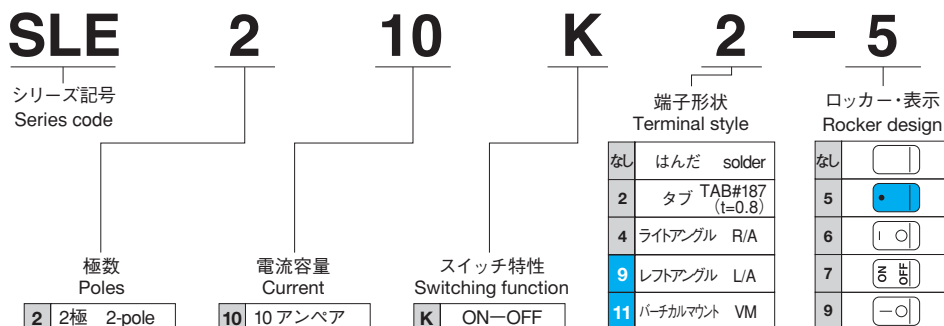 SLE 2 10 K 2 － 5
シリーズ記号
Series code
端子形状
Terminal style
なし はんだ solder
2 タブ TAB#187
(t=0.8)
4 ライトアングル R/A
9 レフトアングル L/A
11 バーチカルマウント VM
ロッカー・表示
Rocker design
なし
5
6 － ○
7 ON OFF
9 － ○
極数
Poles
2 2極 2-pole
電流容量
Current
10 10アンペア
スイッチ特性
Switching function
K ON－OFF